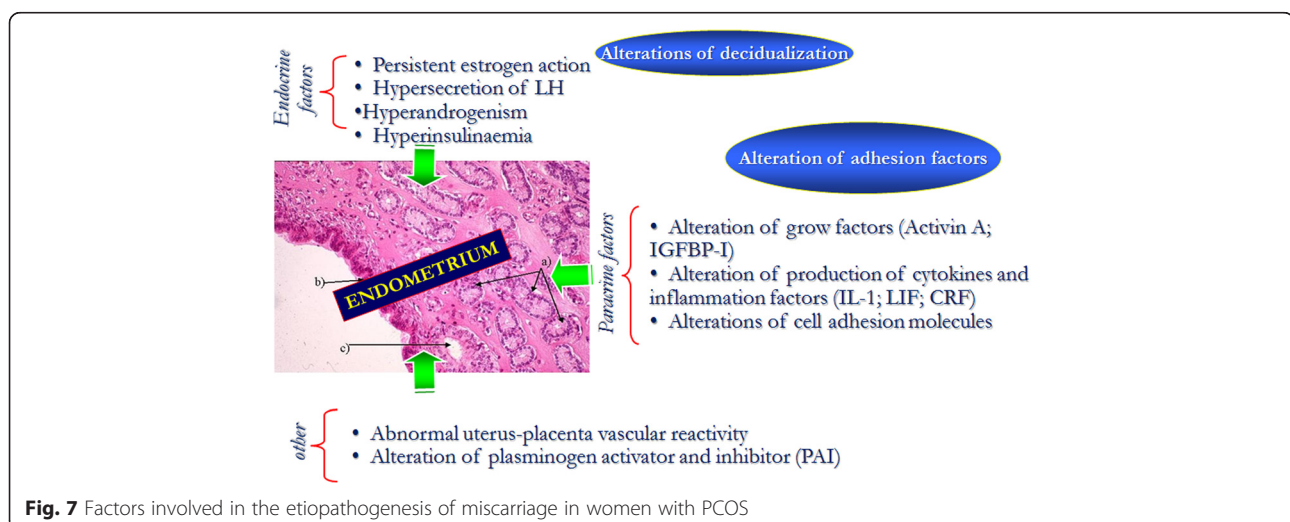 Alterations of decidualization
Endocrine
factors
• Persistent estrogen action
• Hypersecretion of LH
•Hyperandrogenism
• Hyperinsulinaemia
Alteration of adhesion factors
ENDOMETRIUM
a)
b)
c)
Paracrine factors
• Alteration of grow factors (Activin A;
IGFBP-I)
• Alteration of production of cytokines and
inflammation factors (IL-1; LIF; CRF)
• Alterations of cell adhesion molecules
other
• Abnormal uterus-placenta vascular reactivity
• Alteration of plasminogen activator and inhibitor (PAI)
Fig. 7 Factors involved in the etiopathogenesis of miscarriage in women with PCOS